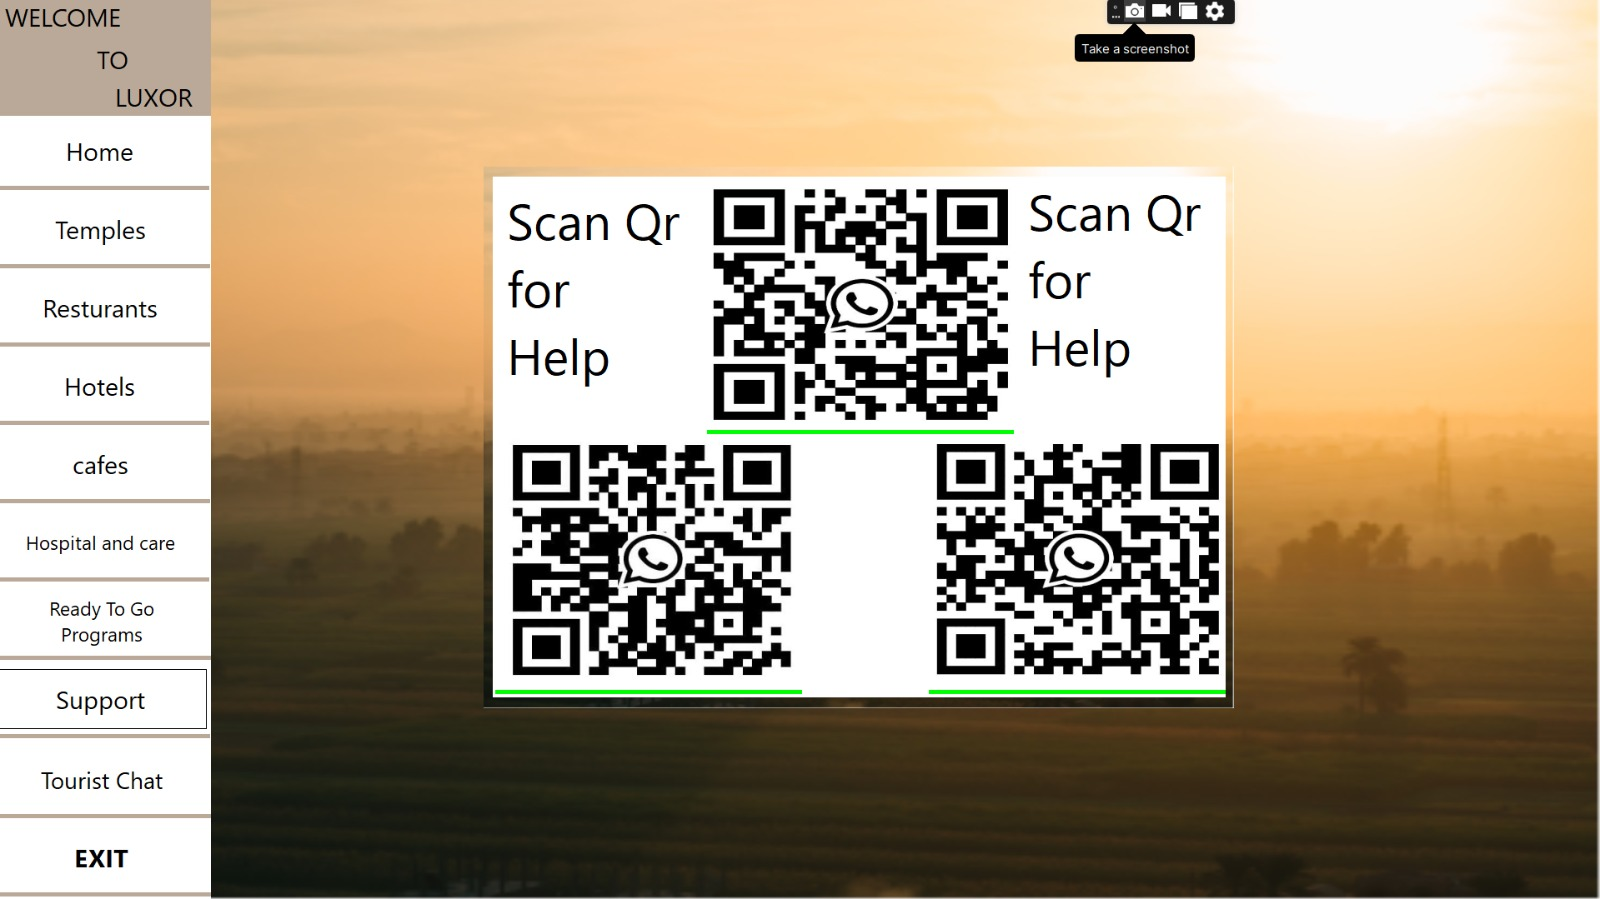 WELCOME
TO
LUXOR
Home
Temples
Resturants
Hotels
cafes
Hospital and care
Ready To Go
Programs
Support
Tourist Chat
EXIT
Take a screenshot
Scan Qr
for
Help
Scan Qr
for
Help